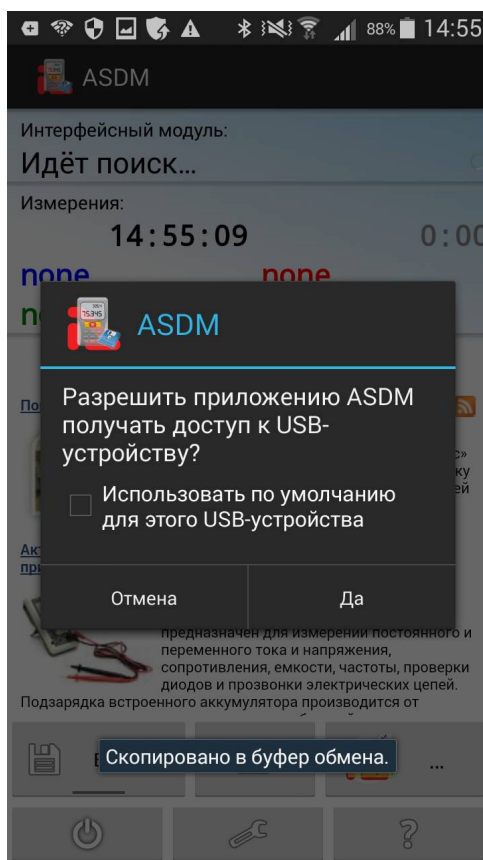 88% 14:55
ASDM
Интерфейсный модуль:
Идёт поиск...
Измерения:
14:55:09 0:00
none none
ASDM
Разрешить приложению ASDM
получать доступ к USB-
устройству?
Использовать по умолчанию
для этого USB-устройства
Отмена Да
предназначен для измерений постоянного и
переменного тока и напряжения,
сопротивления, емкости, частоты, проверки
диодов и прозвонки электрических цепей.
Подзарядка встроенного аккумулятора производится от
Скопировано в буфер обмена.
...